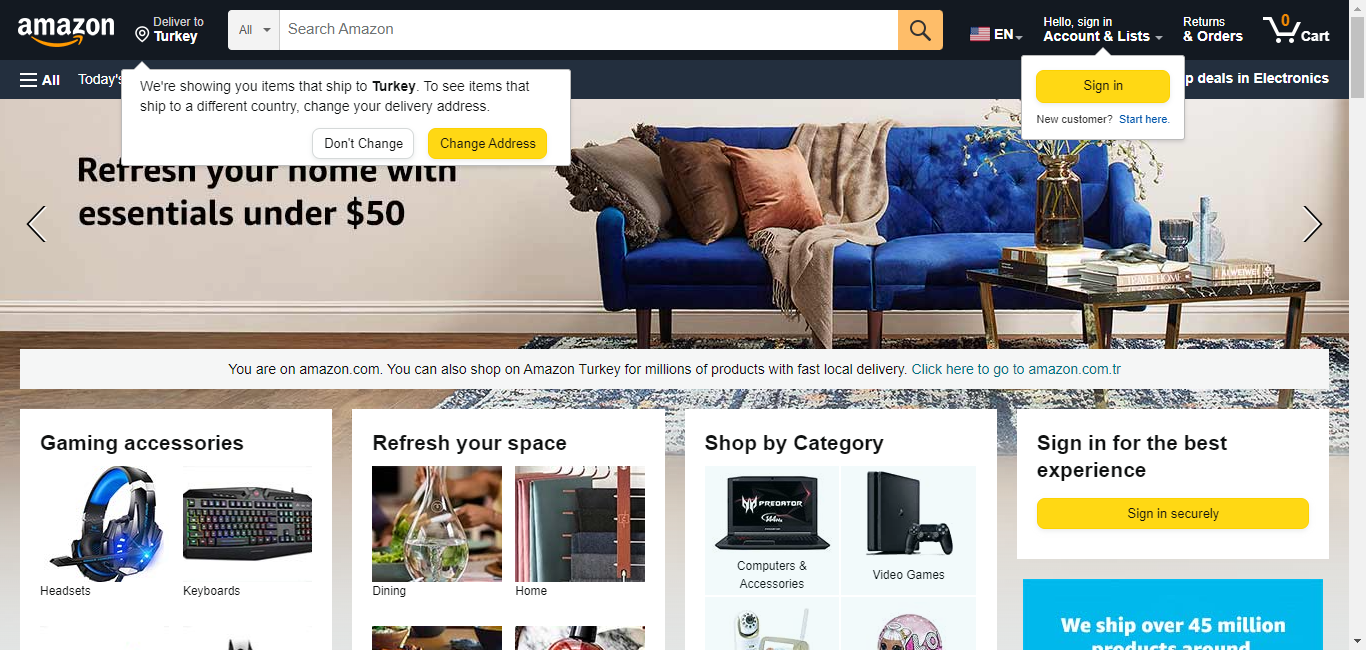 amazon
Deliver to
Turkey
All
Search Amazon
EN
Hello, sign in
Account & Lists
Returns
& Orders
0
Cart
All
Today's
p deals in Electronics
We're showing you items that ship to Turkey. To see items that
ship to a different country, change your delivery address.
Don't Change
Change Address
Sign in
New customer? Start here.
Refresh your home with
essentials under $50
You are on amazon.com. You can also shop on Amazon Turkey for millions of products with fast local delivery. Click here to go to amazon.com.tr
Gaming accessories
Headsets
Keyboards
Refresh your space
Dining
Home
Shop by Category
PREDATOR
Computers &
Accessories
Video Games
Sign in for the best
experience
Sign in securely
We ship over 45 million
products around